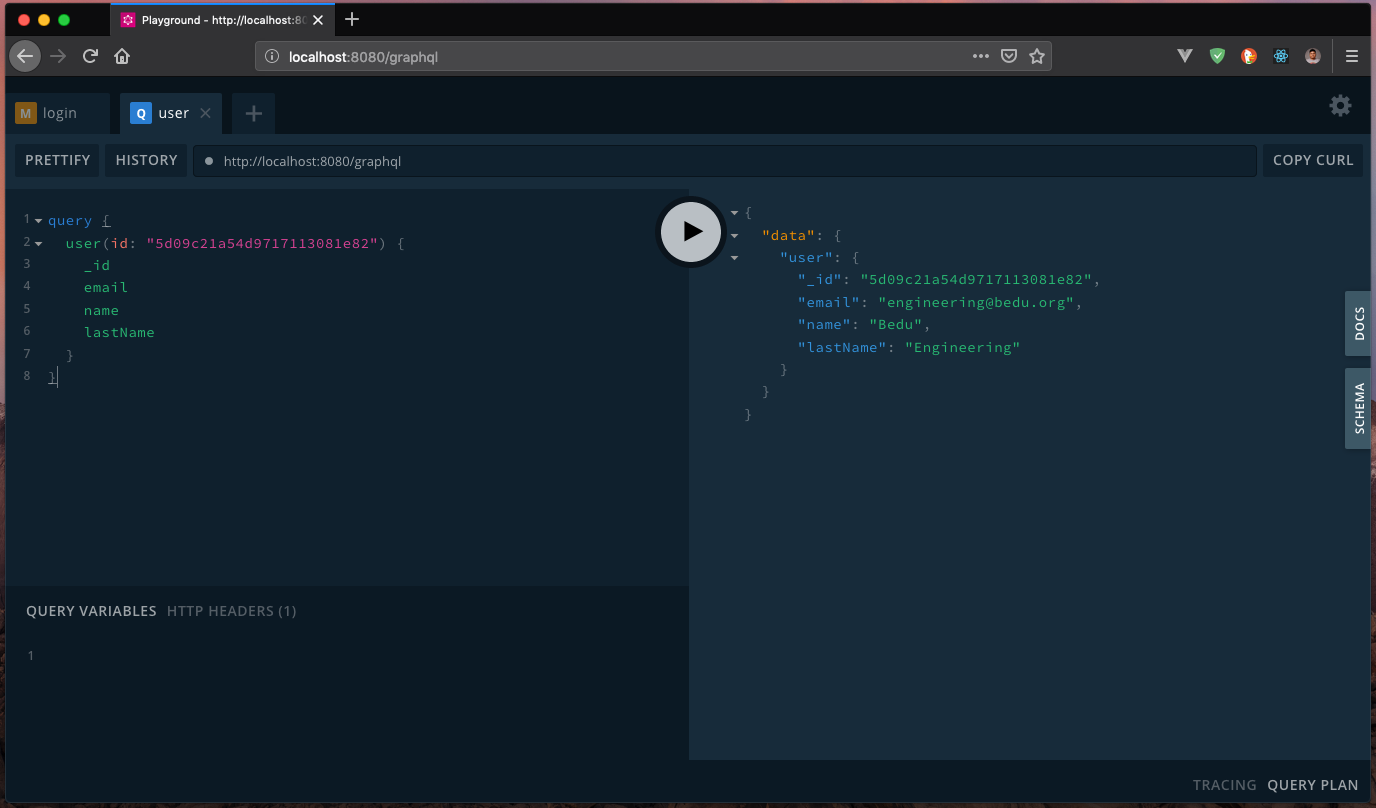 Playground - http://localhost:80
localhost:8080/graphql
M login
Q user
PRETTIFY HISTORY http://localhost:8080/graphql COPY CURL
1 query {
2 user(id: "5d09c21a54d9717113081e82") {
3 _id
4 email
5 name
6 lastName
7 }
8 }
{
"data": {
"user": {
"_id": "5d09c21a54d9717113081e82",
"email": "engineering@bedu.org",
"name": "Bedu",
"lastName": "Engineering"
}
}
}
DOCS
SCHEMA
QUERY VARIABLES HTTP HEADERS (1)
1
TRACING QUERY PLAN